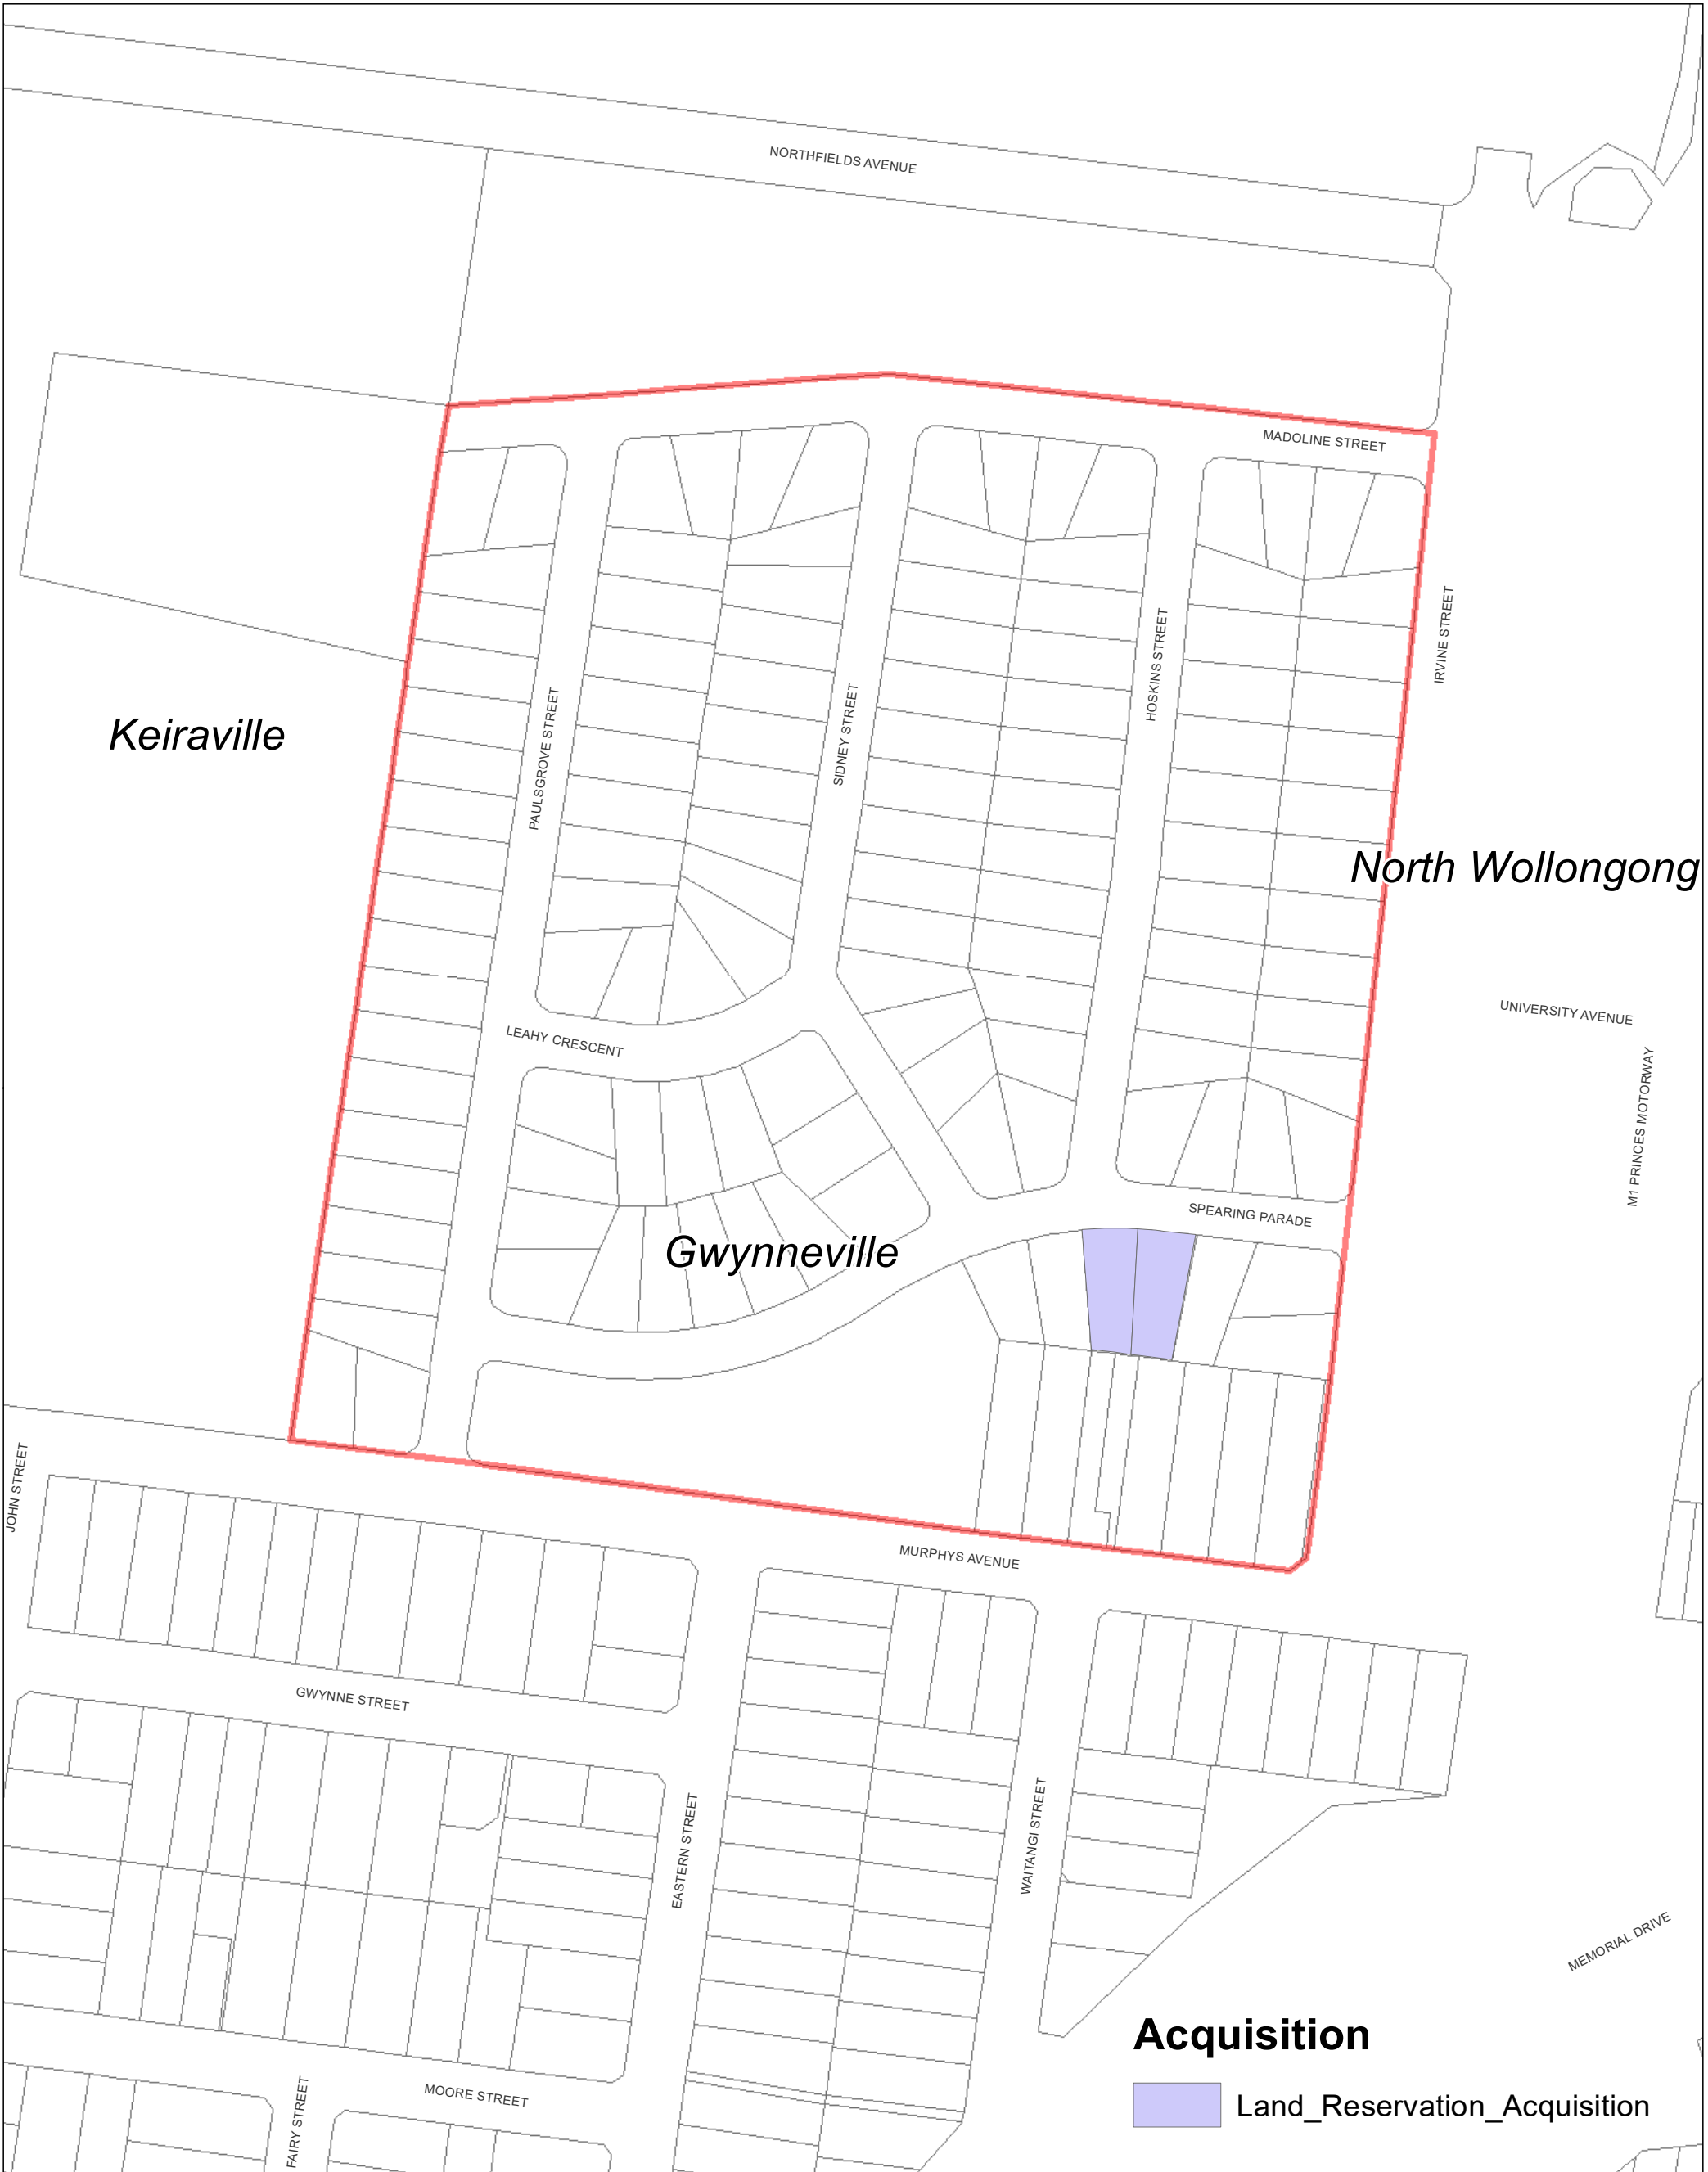 NORTHFIELDS AVENUE
MADOLINE STREET
IRVINE STREET
HOSKINS STREET
Keiraville
PAULSGROVE STREET
SIDNEY STREET
North Wollongong
UNIVERSITY AVENUE
LEAHY CRESCENT
M1 PRINCES MOTORWAY
SPEARING PARADE
Gwynneville
JOHN STREET
MURPHYS AVENUE
GWYNNE STREET
EASTERN STREET
WAITANGI STREET
MEMORIAL DRIVE
Acquisition
Land_Reservation_Acquisition
MOORE STREET
FAIRY STREET